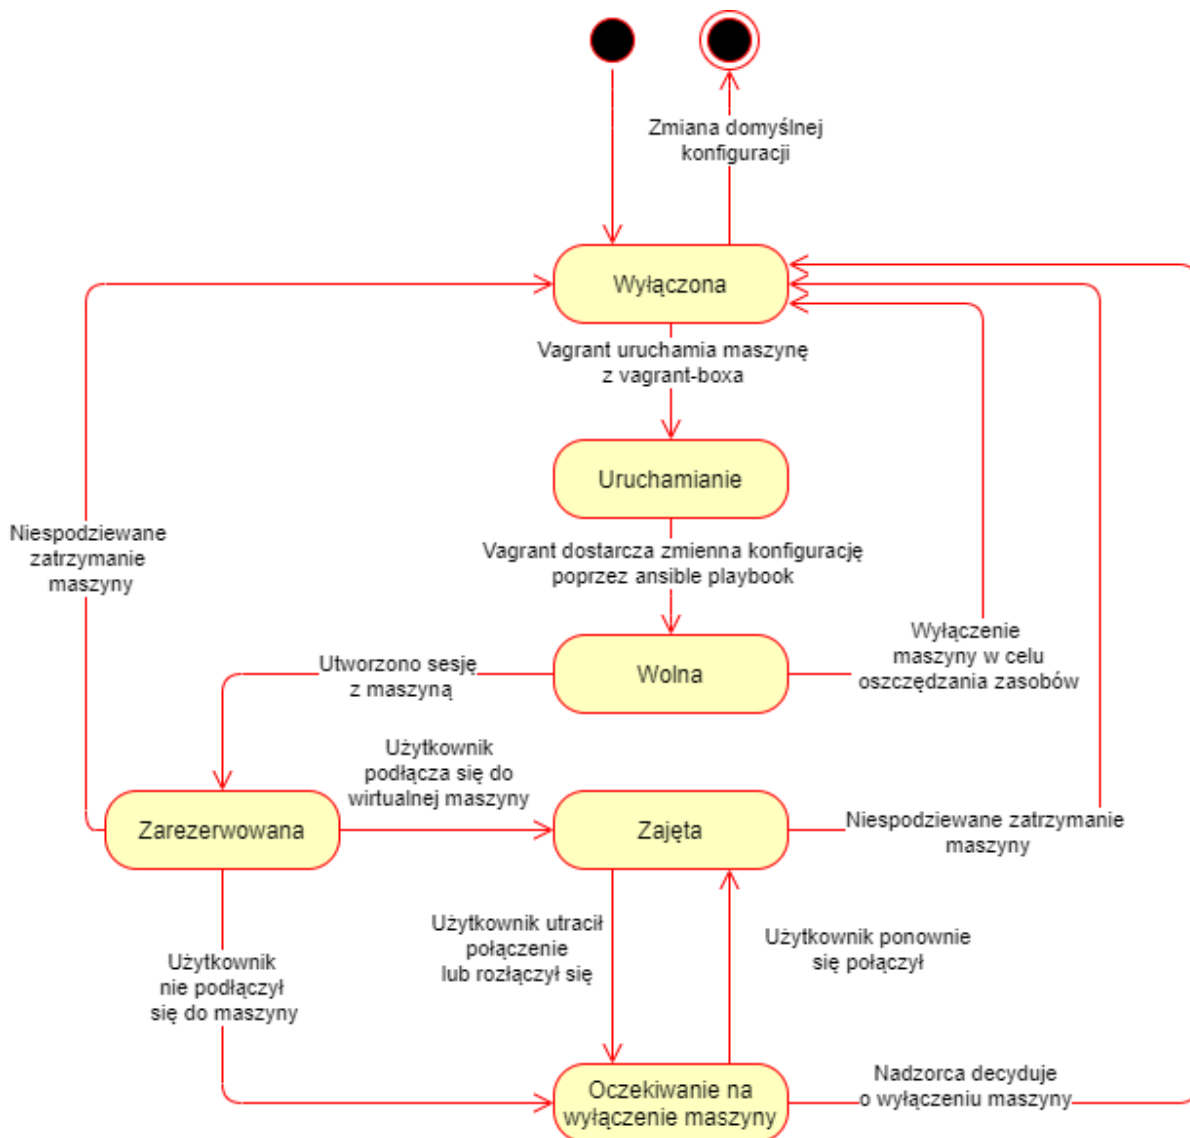 Zmiana domyślnej
konfiguracji
Wyłączona
Vagrant uruchamia maszynę
z vagrant-boxa
Uruchamianie
Niespodziewane
zatrzymanie
maszyny
Vagrant dostarcza zmienna konfigurację
poprzez ansible playbook
Wyłączenie
maszyny w celu
oszczędzania zasobów
Utworzono sesję
z maszyną
Wolna
Użytkownik
podłącza się do
wirtualnej maszyny
Zarezerwowana
Zajęta
Niespodziewane zatrzymanie
maszyny
Użytkownik utracił
połączenie
lub rozłączył się
Użytkownik ponownie
się połączył
Użytkownik
nie podłączył
się do maszyny
Oczekiwanie na
wyłączenie maszyny
Nadzorca decyduje
o wyłączeniu maszyny